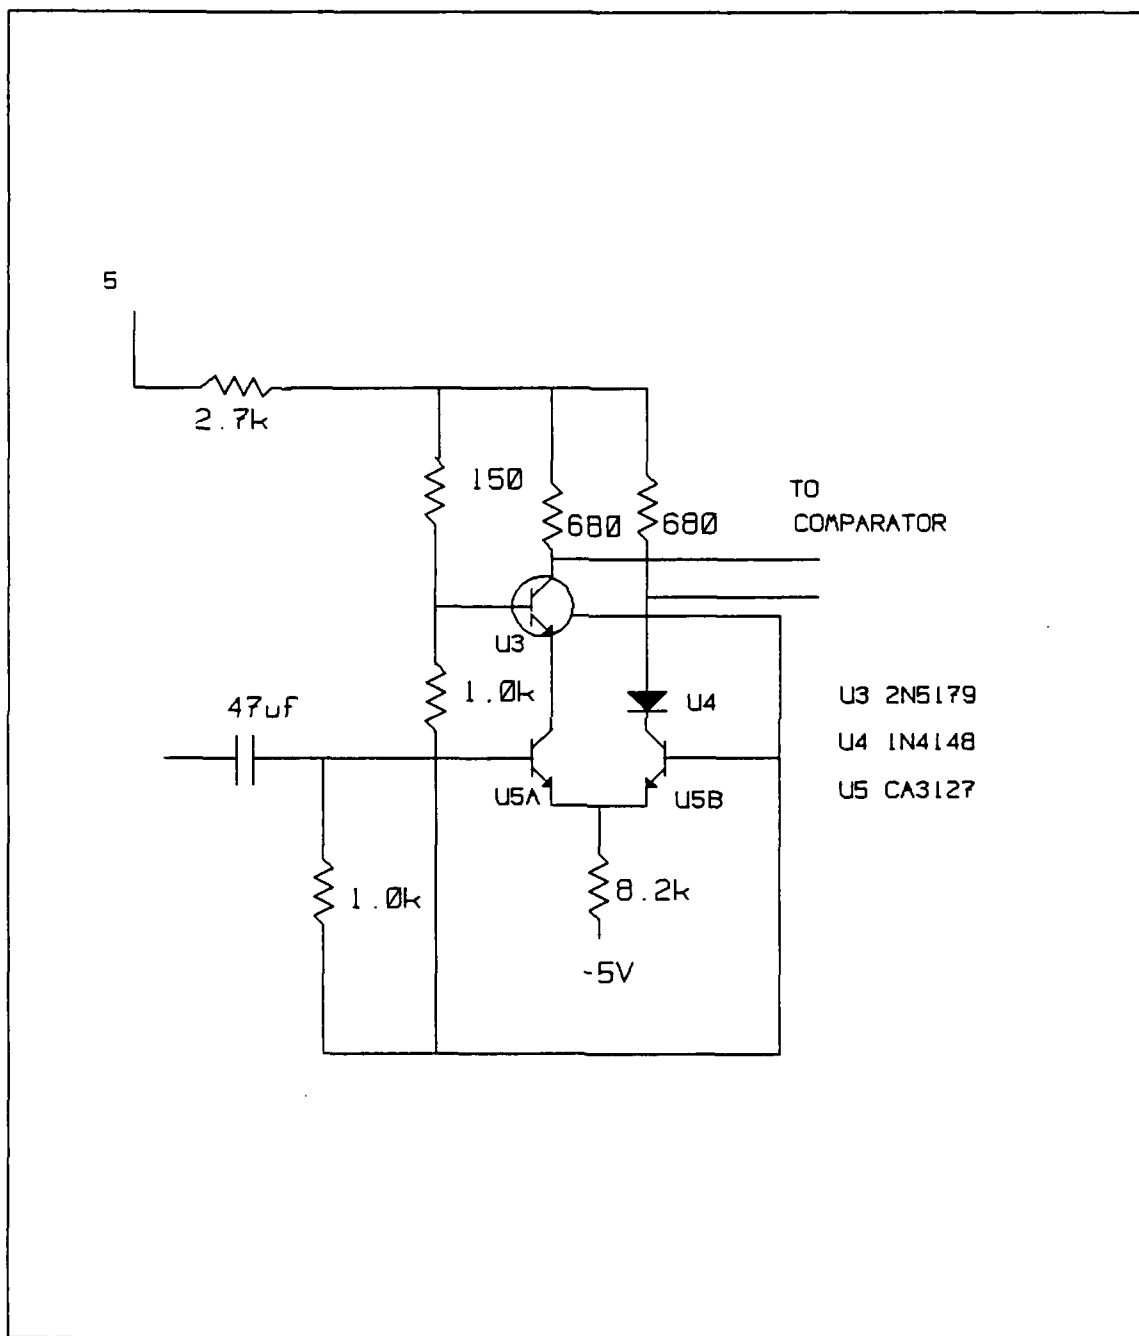 5
2.7k
150
680
680
TO
COMPARATOR
U3
1.0k
U4
47uf
U3 2N5179
U4 1N4148
U5A
U5B
U5 CA3127
1.0k
8.2k
-5V